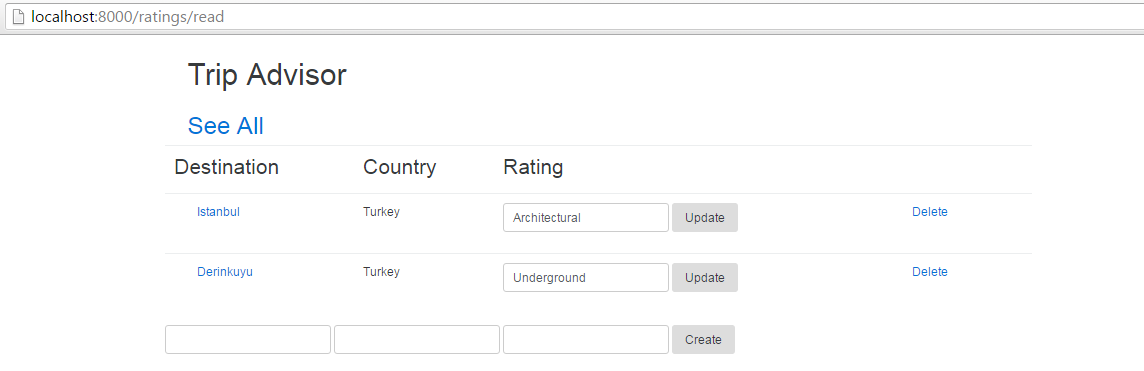 localhost:8000/ratings/read
Trip Advisor
See All
Destination Country Rating
Istanbul Turkey Architectural Update Delete
Derinkuyu Turkey Underground Update Delete
Create